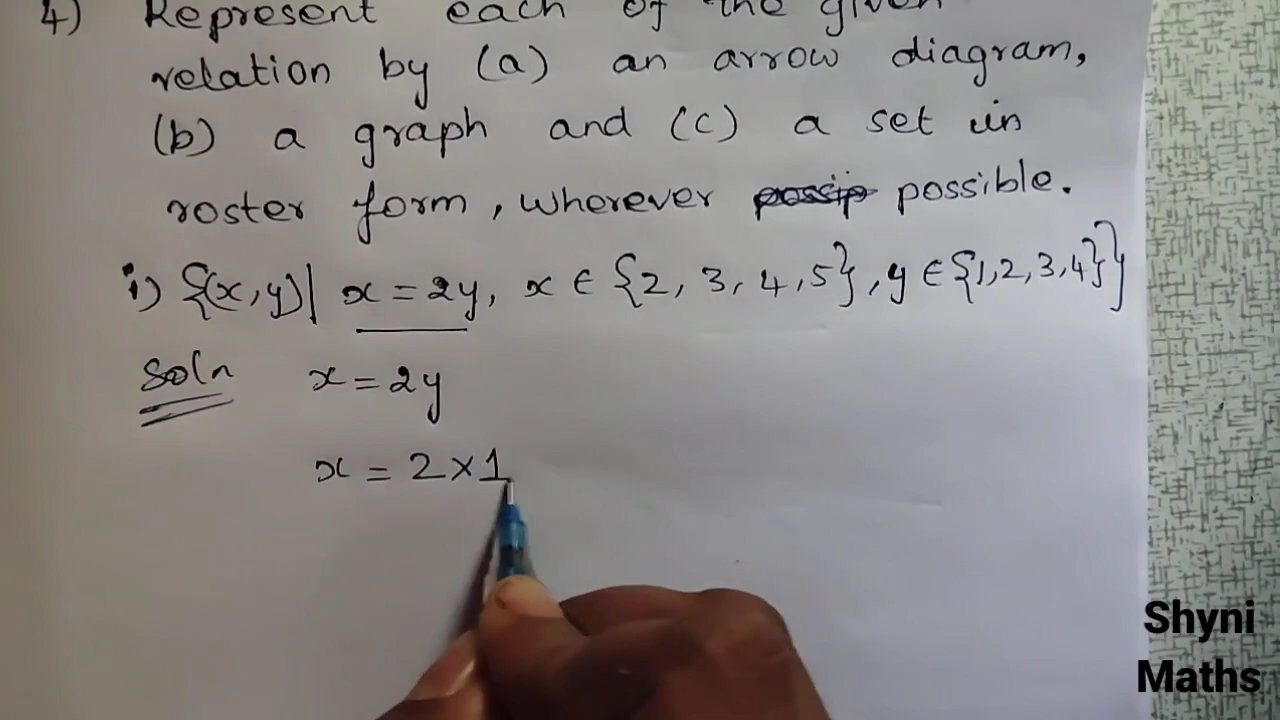 4) Represent each of the given
relation by (a) an arrow diagram,
(b) a graph and (c) a set in
roster form, wherever possible.
i) {(x,y)| x = 2y, x ∈ {2, 3, 4, 5}, y ∈ {1, 2, 3, 4}}
Soln x = 2y
x = 2 × 1
Shyni
Maths